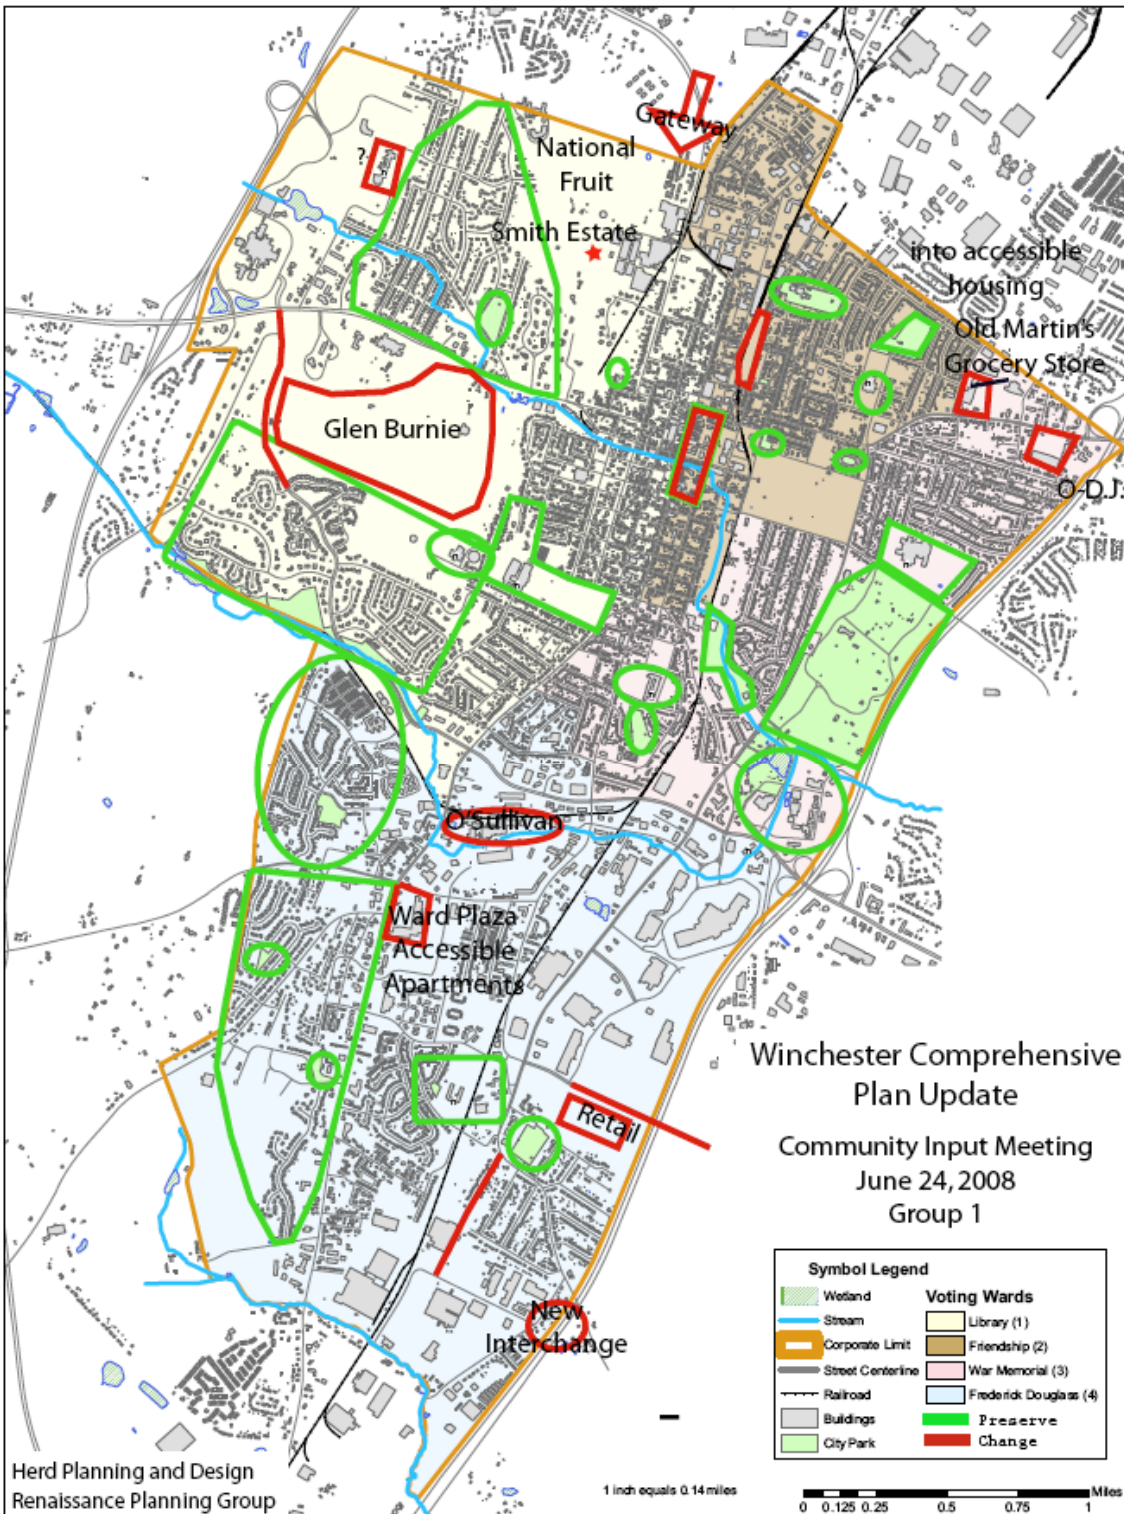 Gateway
National
Fruit
Smith Estate
?
into accessible
housing
Old Martin's
Grocery Store
Glen Burnie
O-D.J.'s
O'Sullivan
Ward Plaza
Accessible
Apartments
Retail
New
Interchange
Winchester Comprehensive
Plan Update
Community Input Meeting
June 24, 2008
Group 1
Symbol Legend
Wetland
Stream
Corporate Limit
Street Centerline
Railroad
Buildings
City Park
Voting Wards
Library (1)
Friendship (2)
War Memorial (3)
Frederick Douglass (4)
Preserve
Change
Herd Planning and Design
Renaissance Planning Group
1 inch equals 0.14 miles
Miles
0 0.125 0.25 0.5 0.75 1